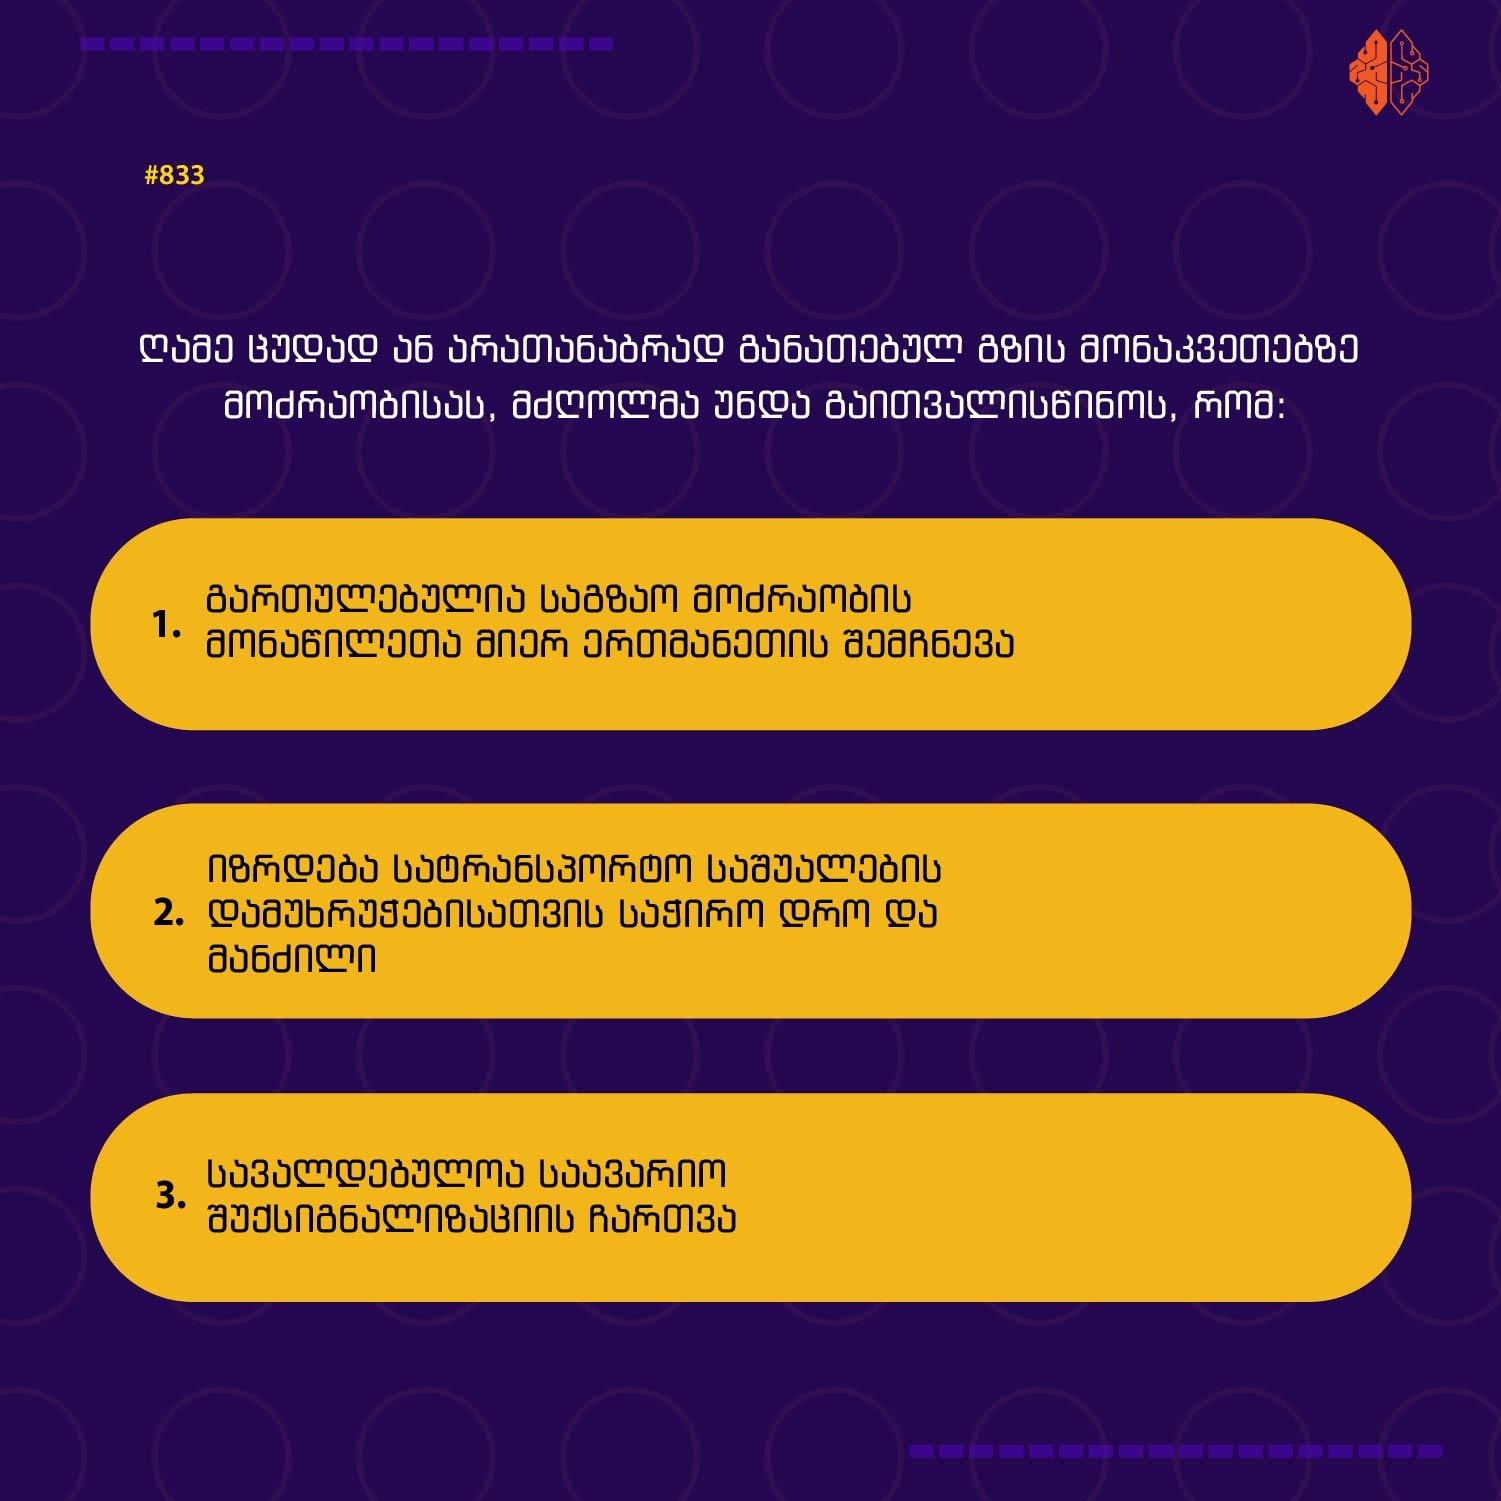 #833
ღამე ცუდად ან არათანაბრად განათებულ გზის მონაკვეთებზე
მოძრაობისას, მძღოლმა უნდა გაითვალისწინოს, რომ:
1. გართულებულია საგზაო მოძრაობის
მონაწილეთა მიერ ერთმანეთის შემჩნევა
2. იზრდება სატრანსპორტო საშუალების
დამუხრუჭებისათვის საჭირო დრო და
მანძილი
3. სავალდებულოა საავარიო
შუქსიგნალიზაციის ჩართვა